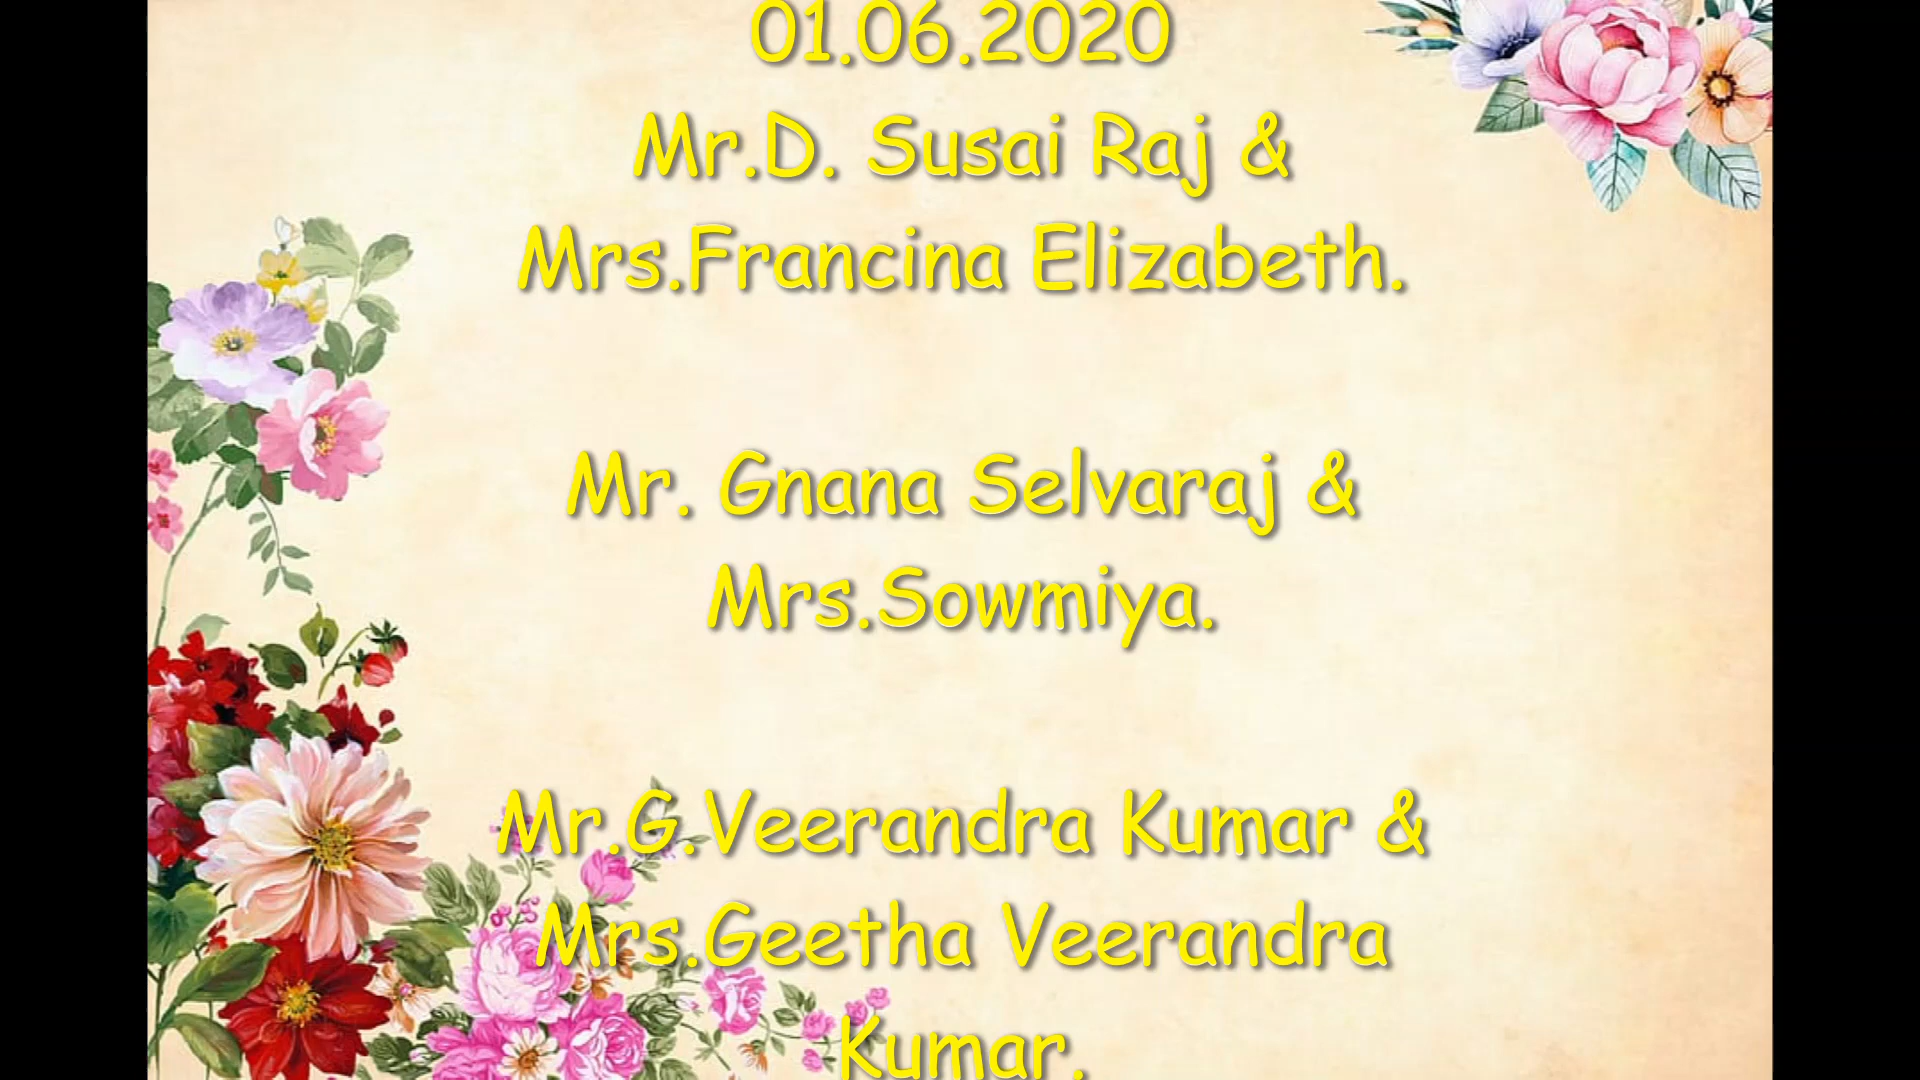 01.06.2020
Mr.D. Susai Raj &
Mrs.Francina Elizabeth.
Mr. Gnana Selvaraj &
Mrs.Sowmiya.
Mr.G.Veerandra Kumar &
Mrs.Geetha Veerandra
Kumar.